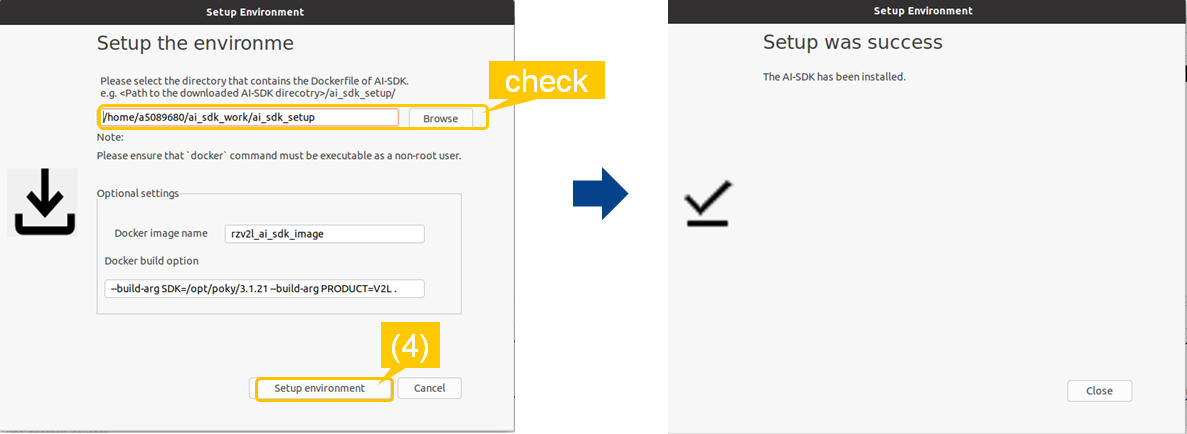 Setup Environment
Setup the environme
Please select the directory that contains the Dockerfile of AI-SDK.
e.g. <Path to the downloaded AI-SDK direcotry>/ai_sdk_setup/
check
/home/a5089680/ai_sdk_work/ai_sdk_setup
Browse
Note:
Please ensure that `docker` command must be executable as a non-root user.
Optional settings
Docker image name
rzv2l_ai_sdk_image
Docker build option
--build-arg SDK=/opt/poky/3.1.21 --build-arg PRODUCT=V2L .
(4)
Setup environment
Cancel
Setup Environment
Setup was success
The AI-SDK has been installed.
Close